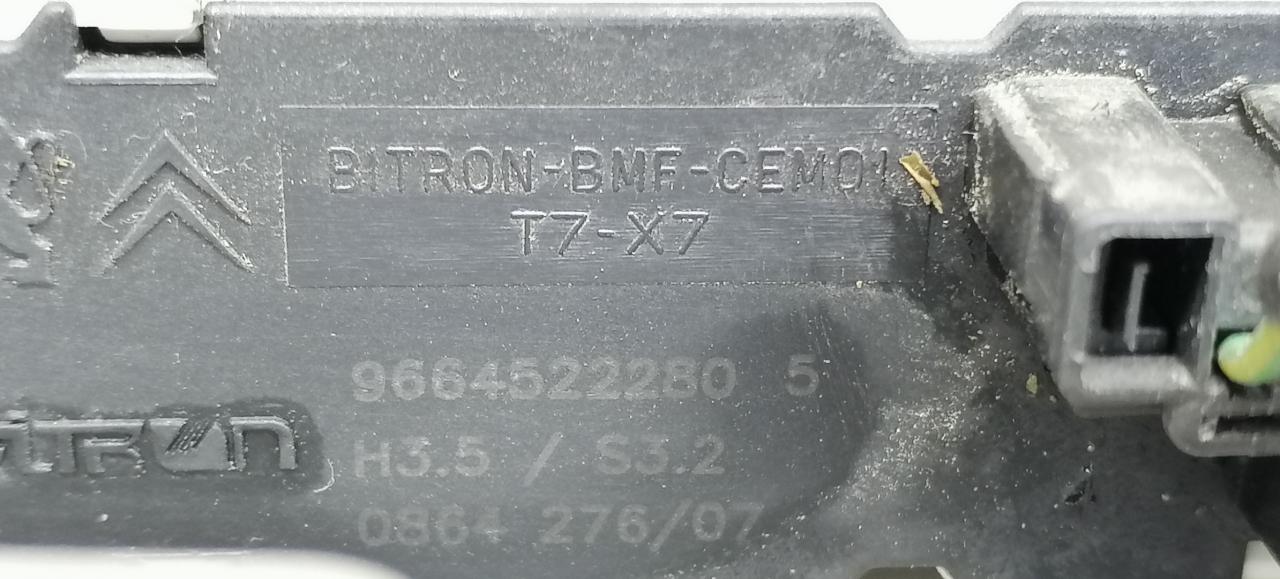 BITRON-BMF-CEM01
T7-X7
9664522280 5
H3.5 / S3.2
0864 276/07